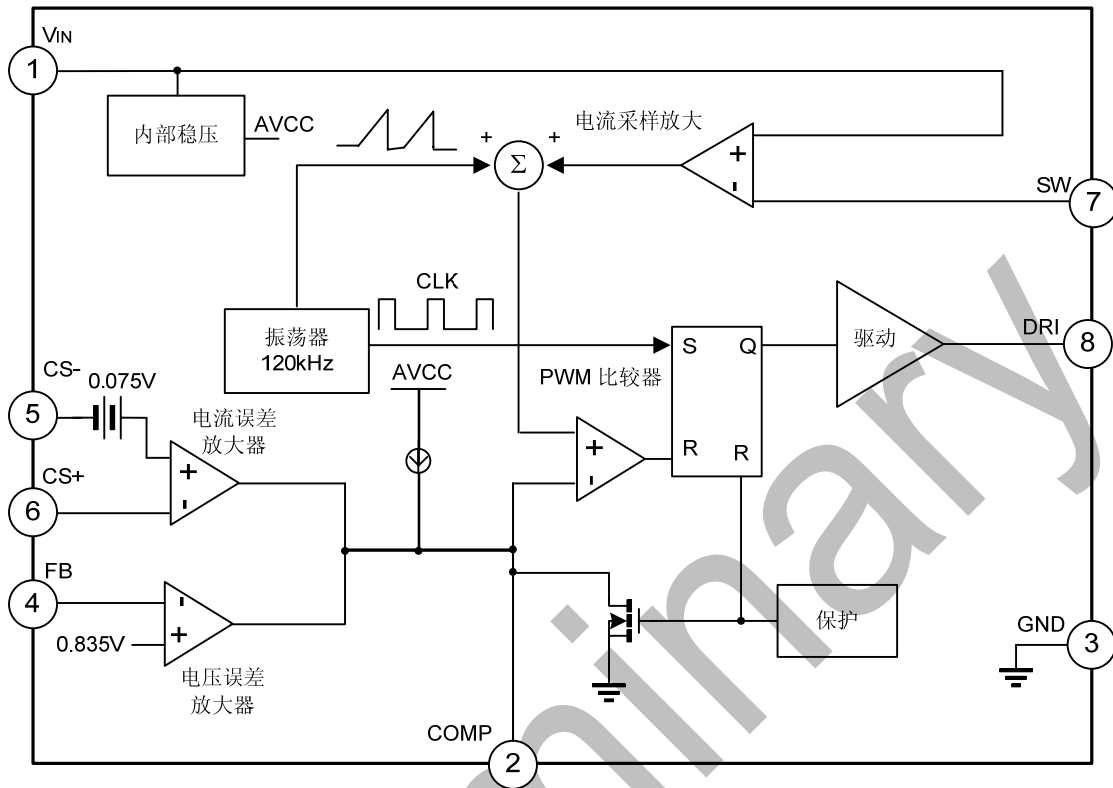 VIN
1
内部稳压
AVCC
+
+
电流采样放大
Σ
+
-
SW
7
CLK
振荡器
120kHz
S
Q
驱动
DRI
8
CS-
0.075V
5
电流误差
放大器
AVCC
PWM 比较器
+
-
R
R
CS+
6
+
-
FB
4
-
+
0.835V
电压误差
放大器
保护
GND
3
COMP
2
minary